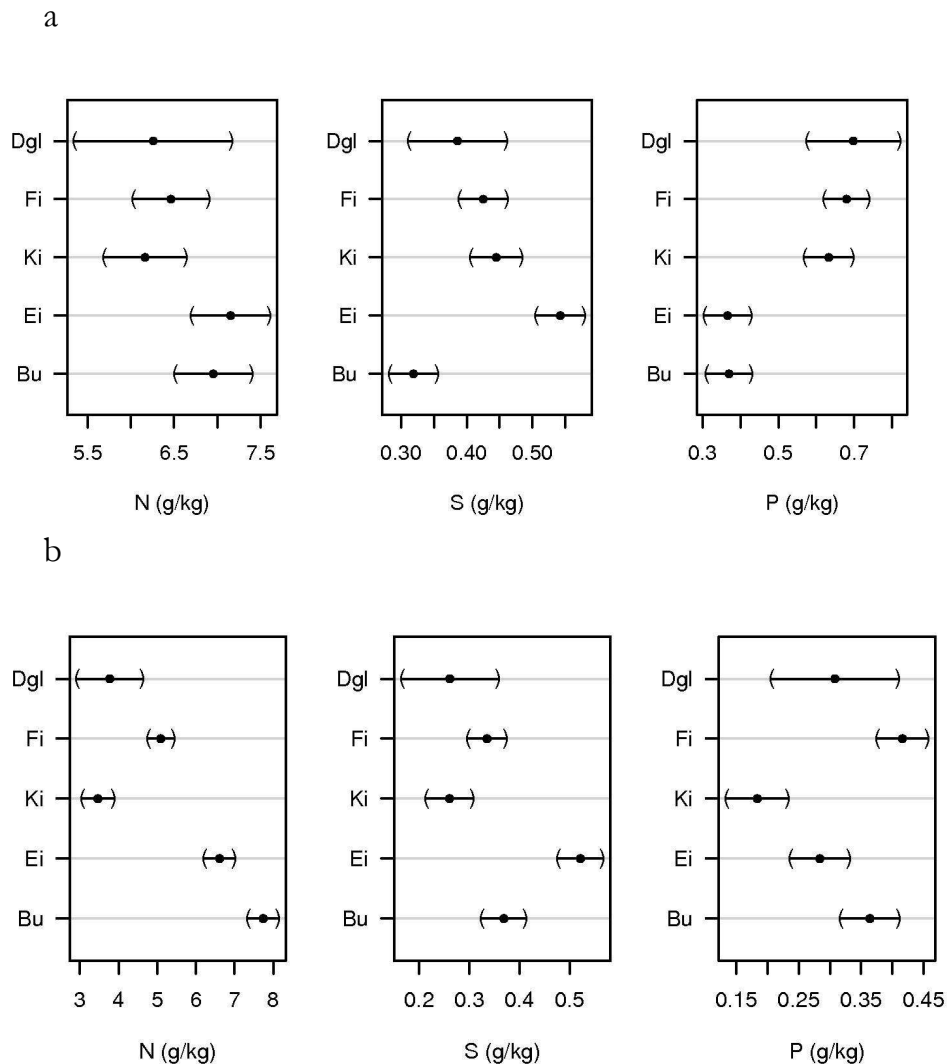 a
Dgl Dgl Dgl
Fi Fi Fi
Ki Ki Ki
Ei Ei Ei
Bu Bu Bu
5.5 6.5 7.5 0.30 0.40 0.50 0.3 0.5 0.7
N (g/kg) S (g/kg) P (g/kg)
b
Dgl Dgl Dgl
Fi Fi Fi
Ki Ki Ki
Ei Ei Ei
Bu Bu Bu
3 4 5 6 7 8 0.2 0.3 0.4 0.5 0.15 0.25 0.35 0.45
N (g/kg) S (g/kg) P (g/kg)